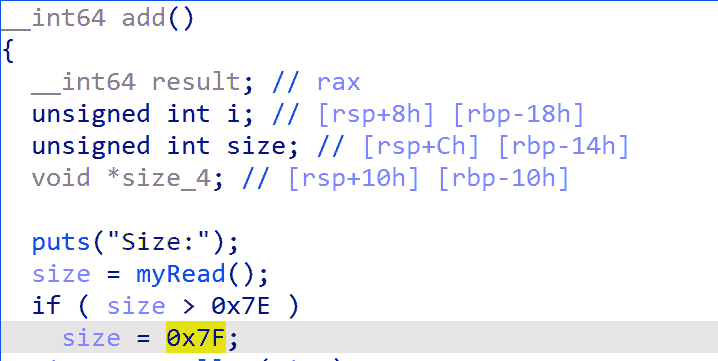 __int64 add()
{
__int64 result; // rax
unsigned int i; // [rsp+8h] [rbp-18h]
unsigned int size; // [rsp+Ch] [rbp-14h]
void *size_4; // [rsp+10h] [rbp-10h]
puts("Size:");
size = myRead();
if ( size > 0x7E )
size = 0x7F;